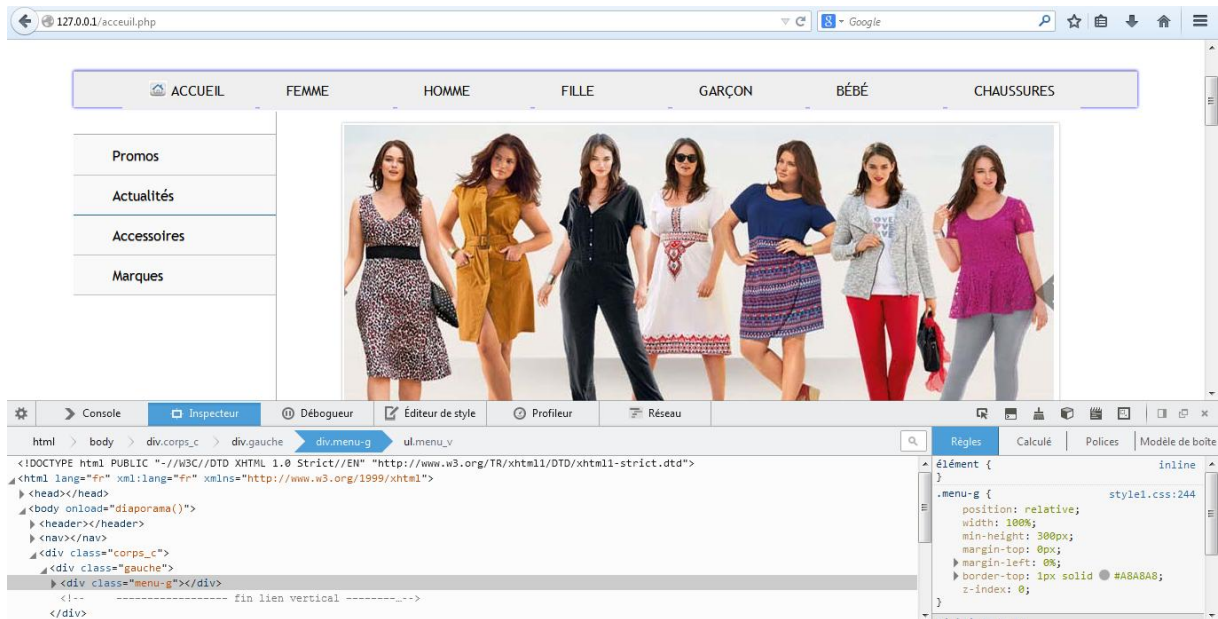 127.0.0.1/acceuil.php
Google
ACCUEIL FEMME HOMME FILLE GARÇON BÉBÉ CHAUSSURES
Promos
Actualités
Accessoires
Marques
Console Inspecteur Débogueur Éditeur de style Profileur Réseau
html > body > div.corps_c > div.gauche div.menu-g ul.menu_v
Règles Calculé Polices Modèle de boîte
<!DOCTYPE html PUBLIC "-//W3C//DTD XHTML 1.0 Strict//EN" "http://www.w3.org/TR/xhtml1/DTD/xhtml1-strict.dtd">
<html lang="fr" xml:lang="fr" xmlns="http://www.w3.org/1999/xhtml">
<head></head>
<body onload="diaporama()">
<header></header>
<nav></nav>
<div class="corps_c">
<div class="gauche">
<div class="menu-g"></div>
<!-- ------------------ fin lien vertical --------_-->
</div>
élément { inline
}
.menu-g { style1.css:244
position: relative;
width: 100%;
min-height: 300px;
margin-top: 0px;
margin-left: 0%;
border-top: 1px solid #A8A8A8;
z-index: 0;
}